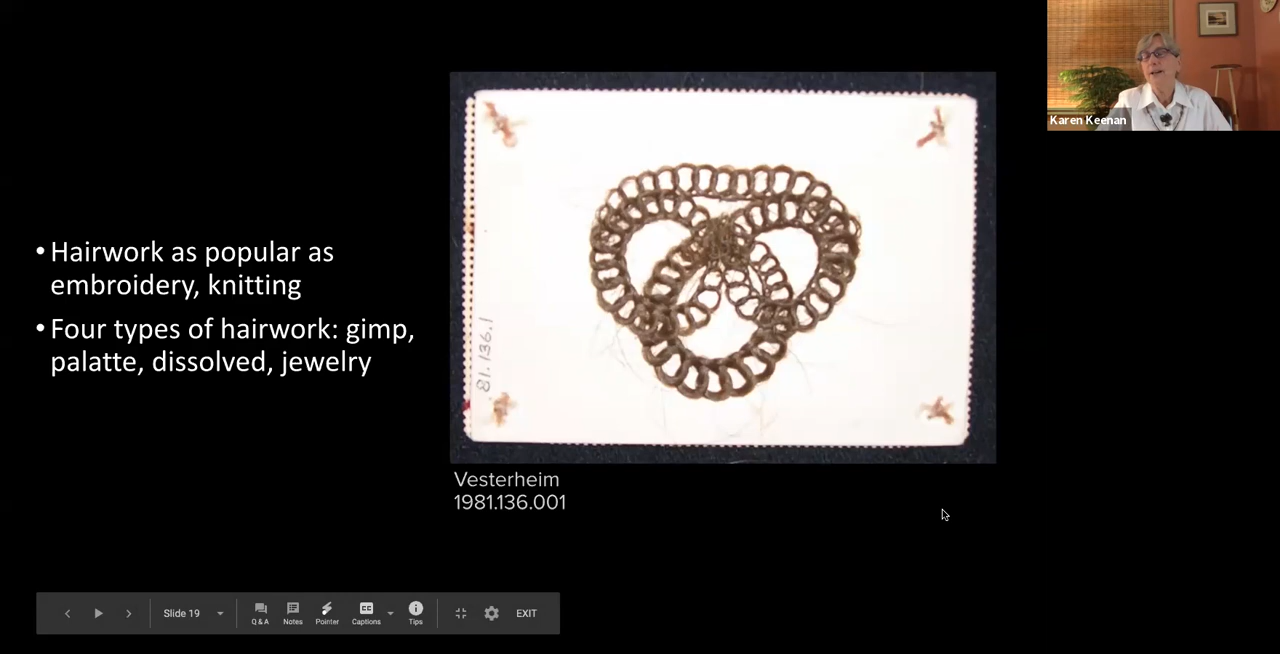 Karen Keenan
• Hairwork as popular as
embroidery, knitting
• Four types of hairwork: gimp,
palatte, dissolved, jewelry
81.136.1
Vesterheim
1981.136.001
Slide 19
Q & A
Notes
Pointer
CC
Captions
Tips
EXIT